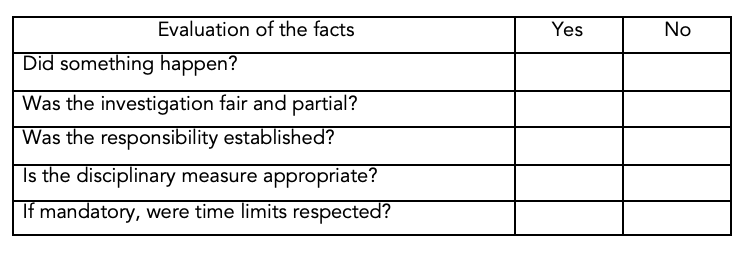 Evaluation of the facts Yes No
Did something happen?
Was the investigation fair and partial?
Was the responsibility established?
Is the disciplinary measure appropriate?
If mandatory, were time limits respected?